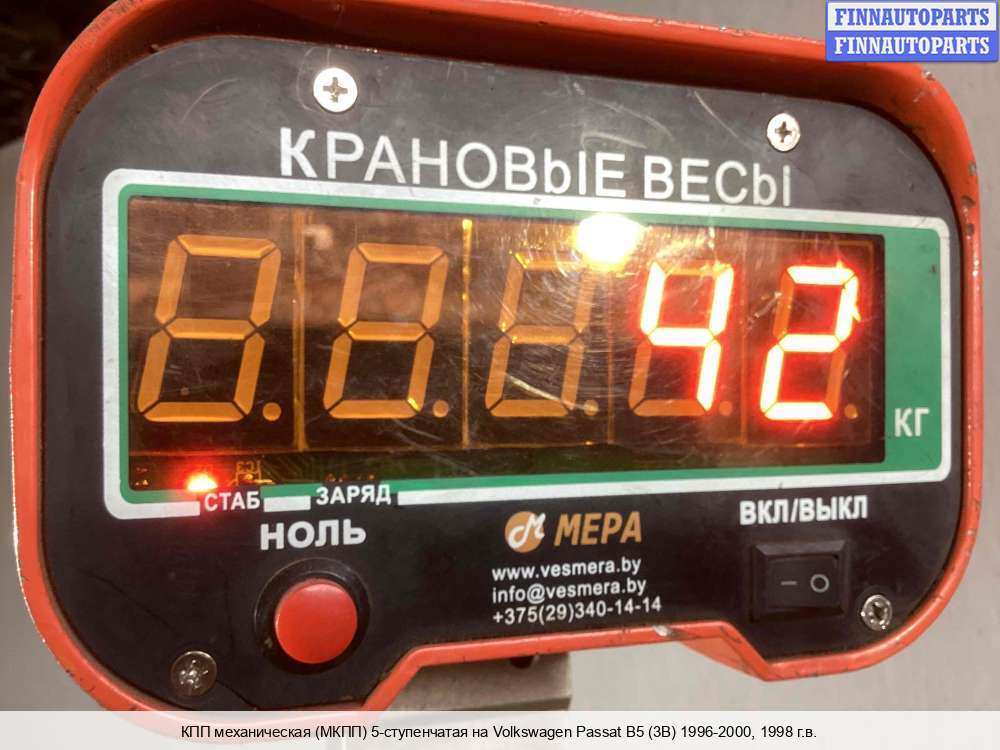 FINNAUTOPARTS
FINNAUTOPARTS
КРАНОВЫЕ ВЕСЫ
42
КГ
СТАБ ЗАРЯД
НОЛЬ
МЕРА
ВКЛ/ВЫКЛ
www.vesmera.by
info@vesmera.by
+375(29)340-14-14
КПП механическая (МКПП) 5-ступенчатая на Volkswagen Passat B5 (3B) 1996-2000, 1998 г.в.